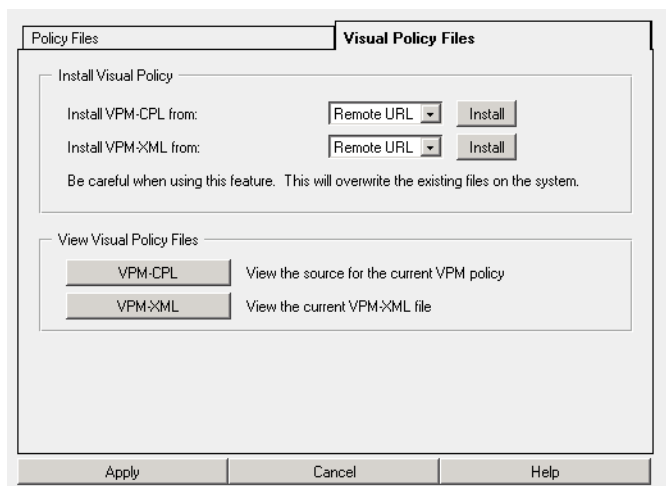 Policy Files
Visual Policy Files
Install Visual Policy
Install VPM-CPL from: Remote URL Install
Install VPM-XML from: Remote URL Install
Be careful when using this feature. This will overwrite the existing files on the system.
View Visual Policy Files
VPM-CPL View the source for the current VPM policy
VPM-XML View the current VPM-XML file
Apply Cancel Help